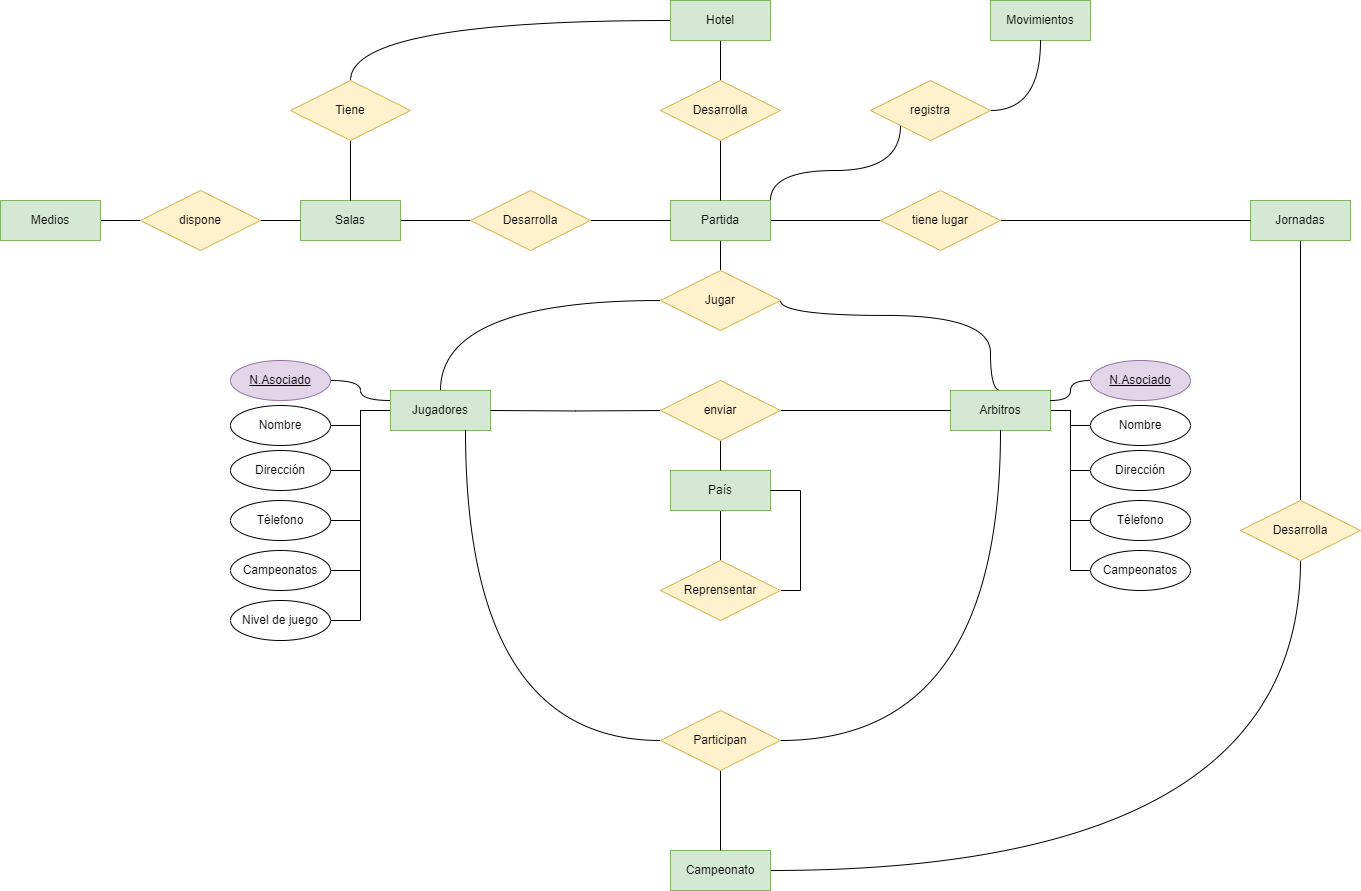 Hotel
Movimientos
Tiene
Desarrolla
registra
Medios
dispone
Salas
Desarrolla
Partida
tiene lugar
Jornadas
Jugar
N.Asociado
N.Asociado
Jugadores
enviar
Arbitros
Nombre
Nombre
Dirección
Dirección
País
Télefono
Télefono
Desarrolla
Campeonatos
Campeonatos
Reprensentar
Nivel de juego
Participan
Campeonato